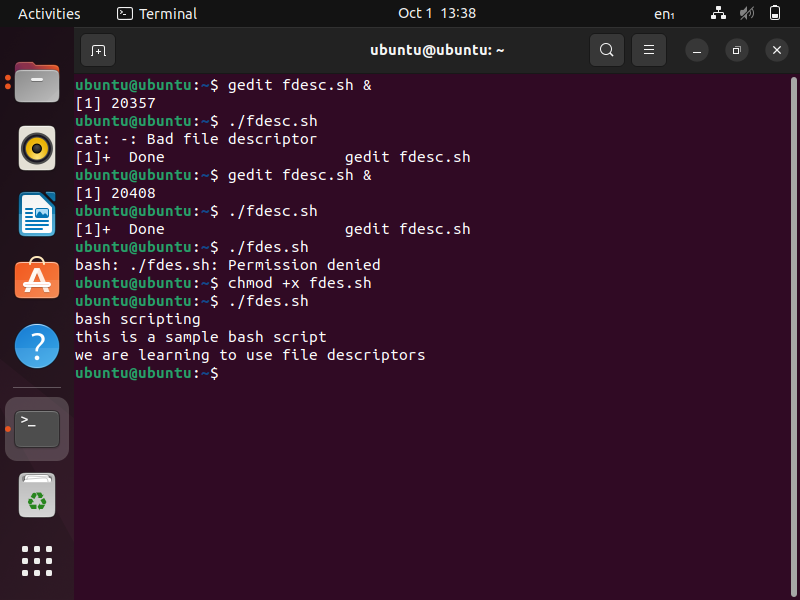 Activities Terminal Oct 1 13:38 en₁
ubuntu@ubuntu: ~
ubuntu@ubuntu:~$ gedit fdesc.sh &
[1] 20357
ubuntu@ubuntu:~$ ./fdesc.sh
cat: -: Bad file descriptor
[1]+  Done                    gedit fdesc.sh
ubuntu@ubuntu:~$ gedit fdesc.sh &
[1] 20408
ubuntu@ubuntu:~$ ./fdesc.sh
[1]+  Done                    gedit fdesc.sh
ubuntu@ubuntu:~$ ./fdes.sh
bash: ./fdes.sh: Permission denied
ubuntu@ubuntu:~$ chmod +x fdes.sh
ubuntu@ubuntu:~$ ./fdes.sh
bash scripting
this is a sample bash script
we are learning to use file descriptors
ubuntu@ubuntu:~$